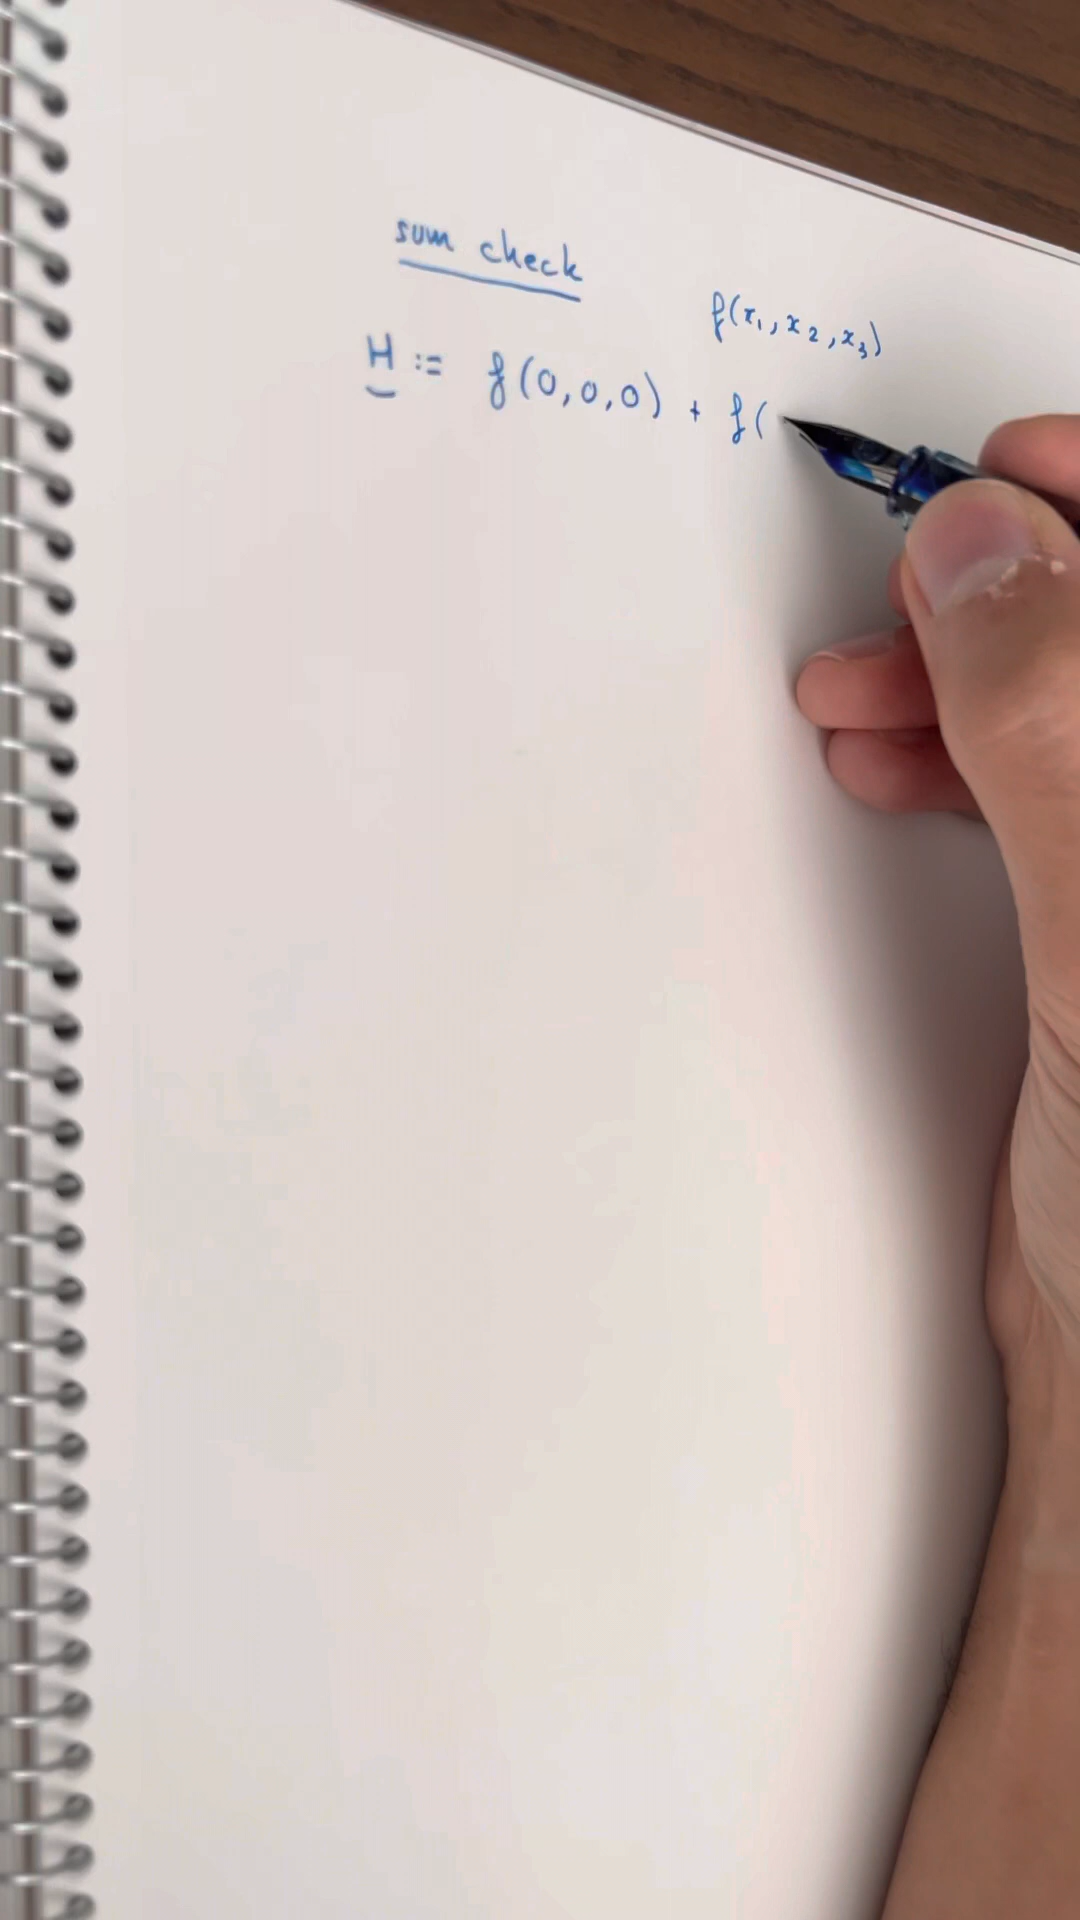 sum check
f(x₁, x₂, x₃)
H := f(0,0,0) + f(